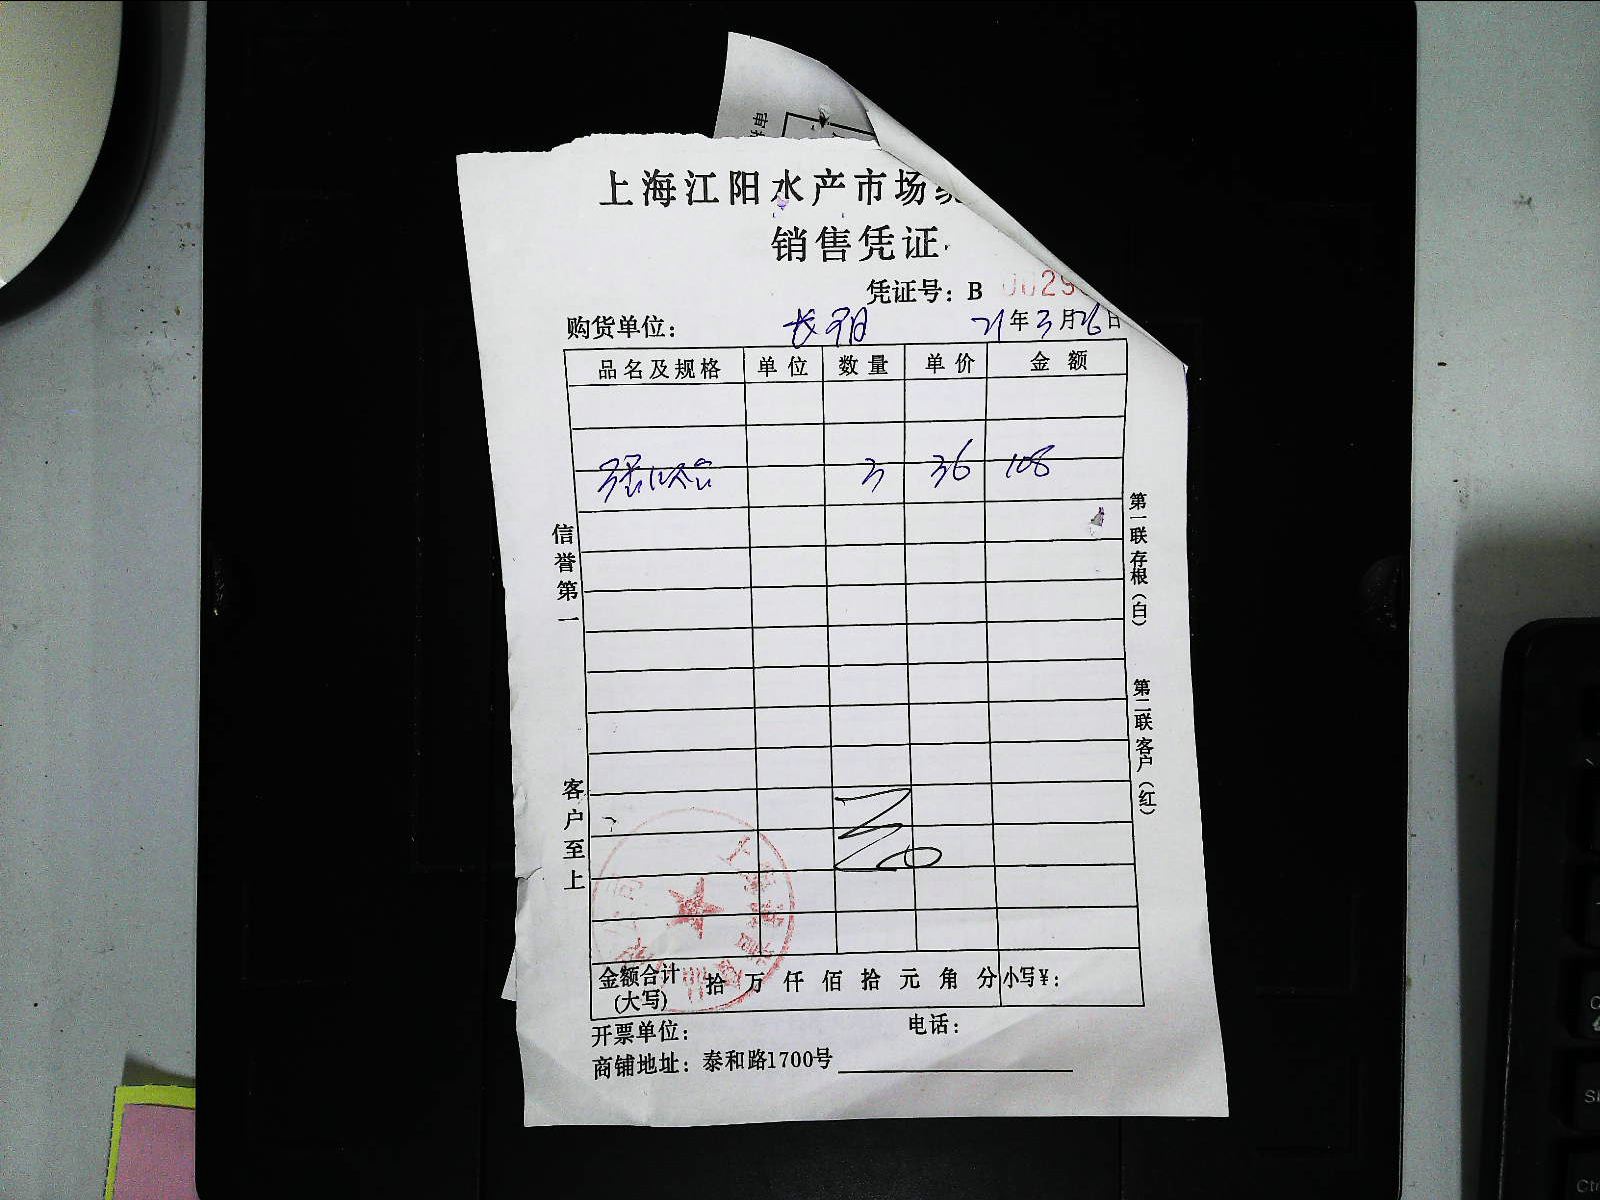 审
上海江阳水产市场
销售凭证
凭证号：B 0029
购货单位： 21年3月26日
品名及规格 单位 数量 单价 金额
3 36 108
信誉第一
客户至上
第一联存根（白）
第二联客户（红）
金额合计（大写） 拾万仟佰拾元角分 小写¥：
开票单位： 电话：
商铺地址：泰和路1700号